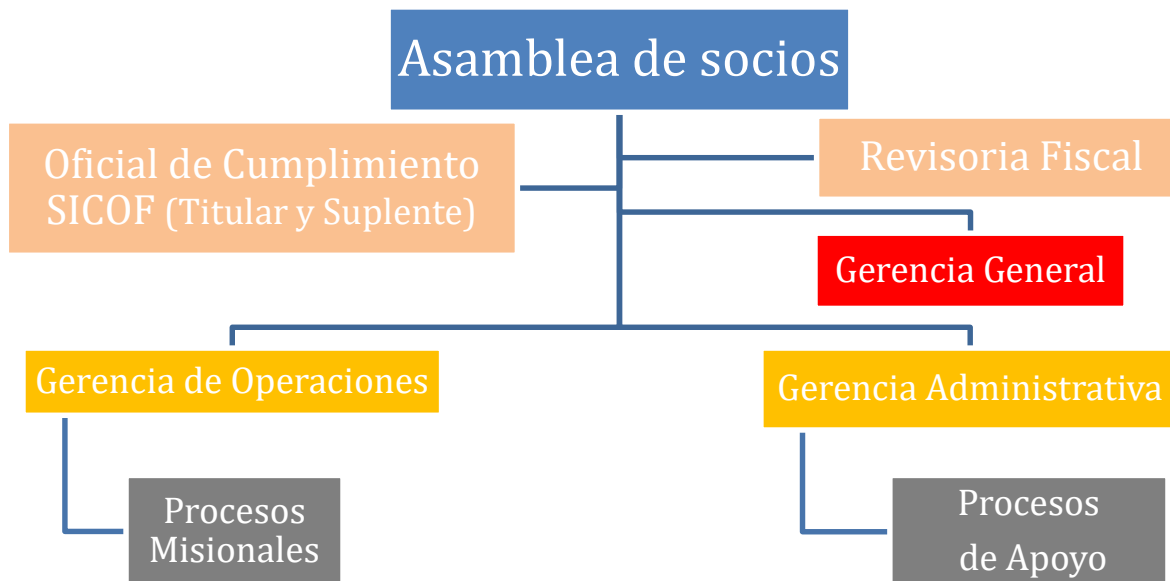 Asamblea de socios
Oficial de Cumplimiento
SICOF (Titular y Suplente)
Revisoria Fiscal
Gerencia General
Gerencia de Operaciones
Gerencia Administrativa
Procesos
Misionales
Procesos
de Apoyo